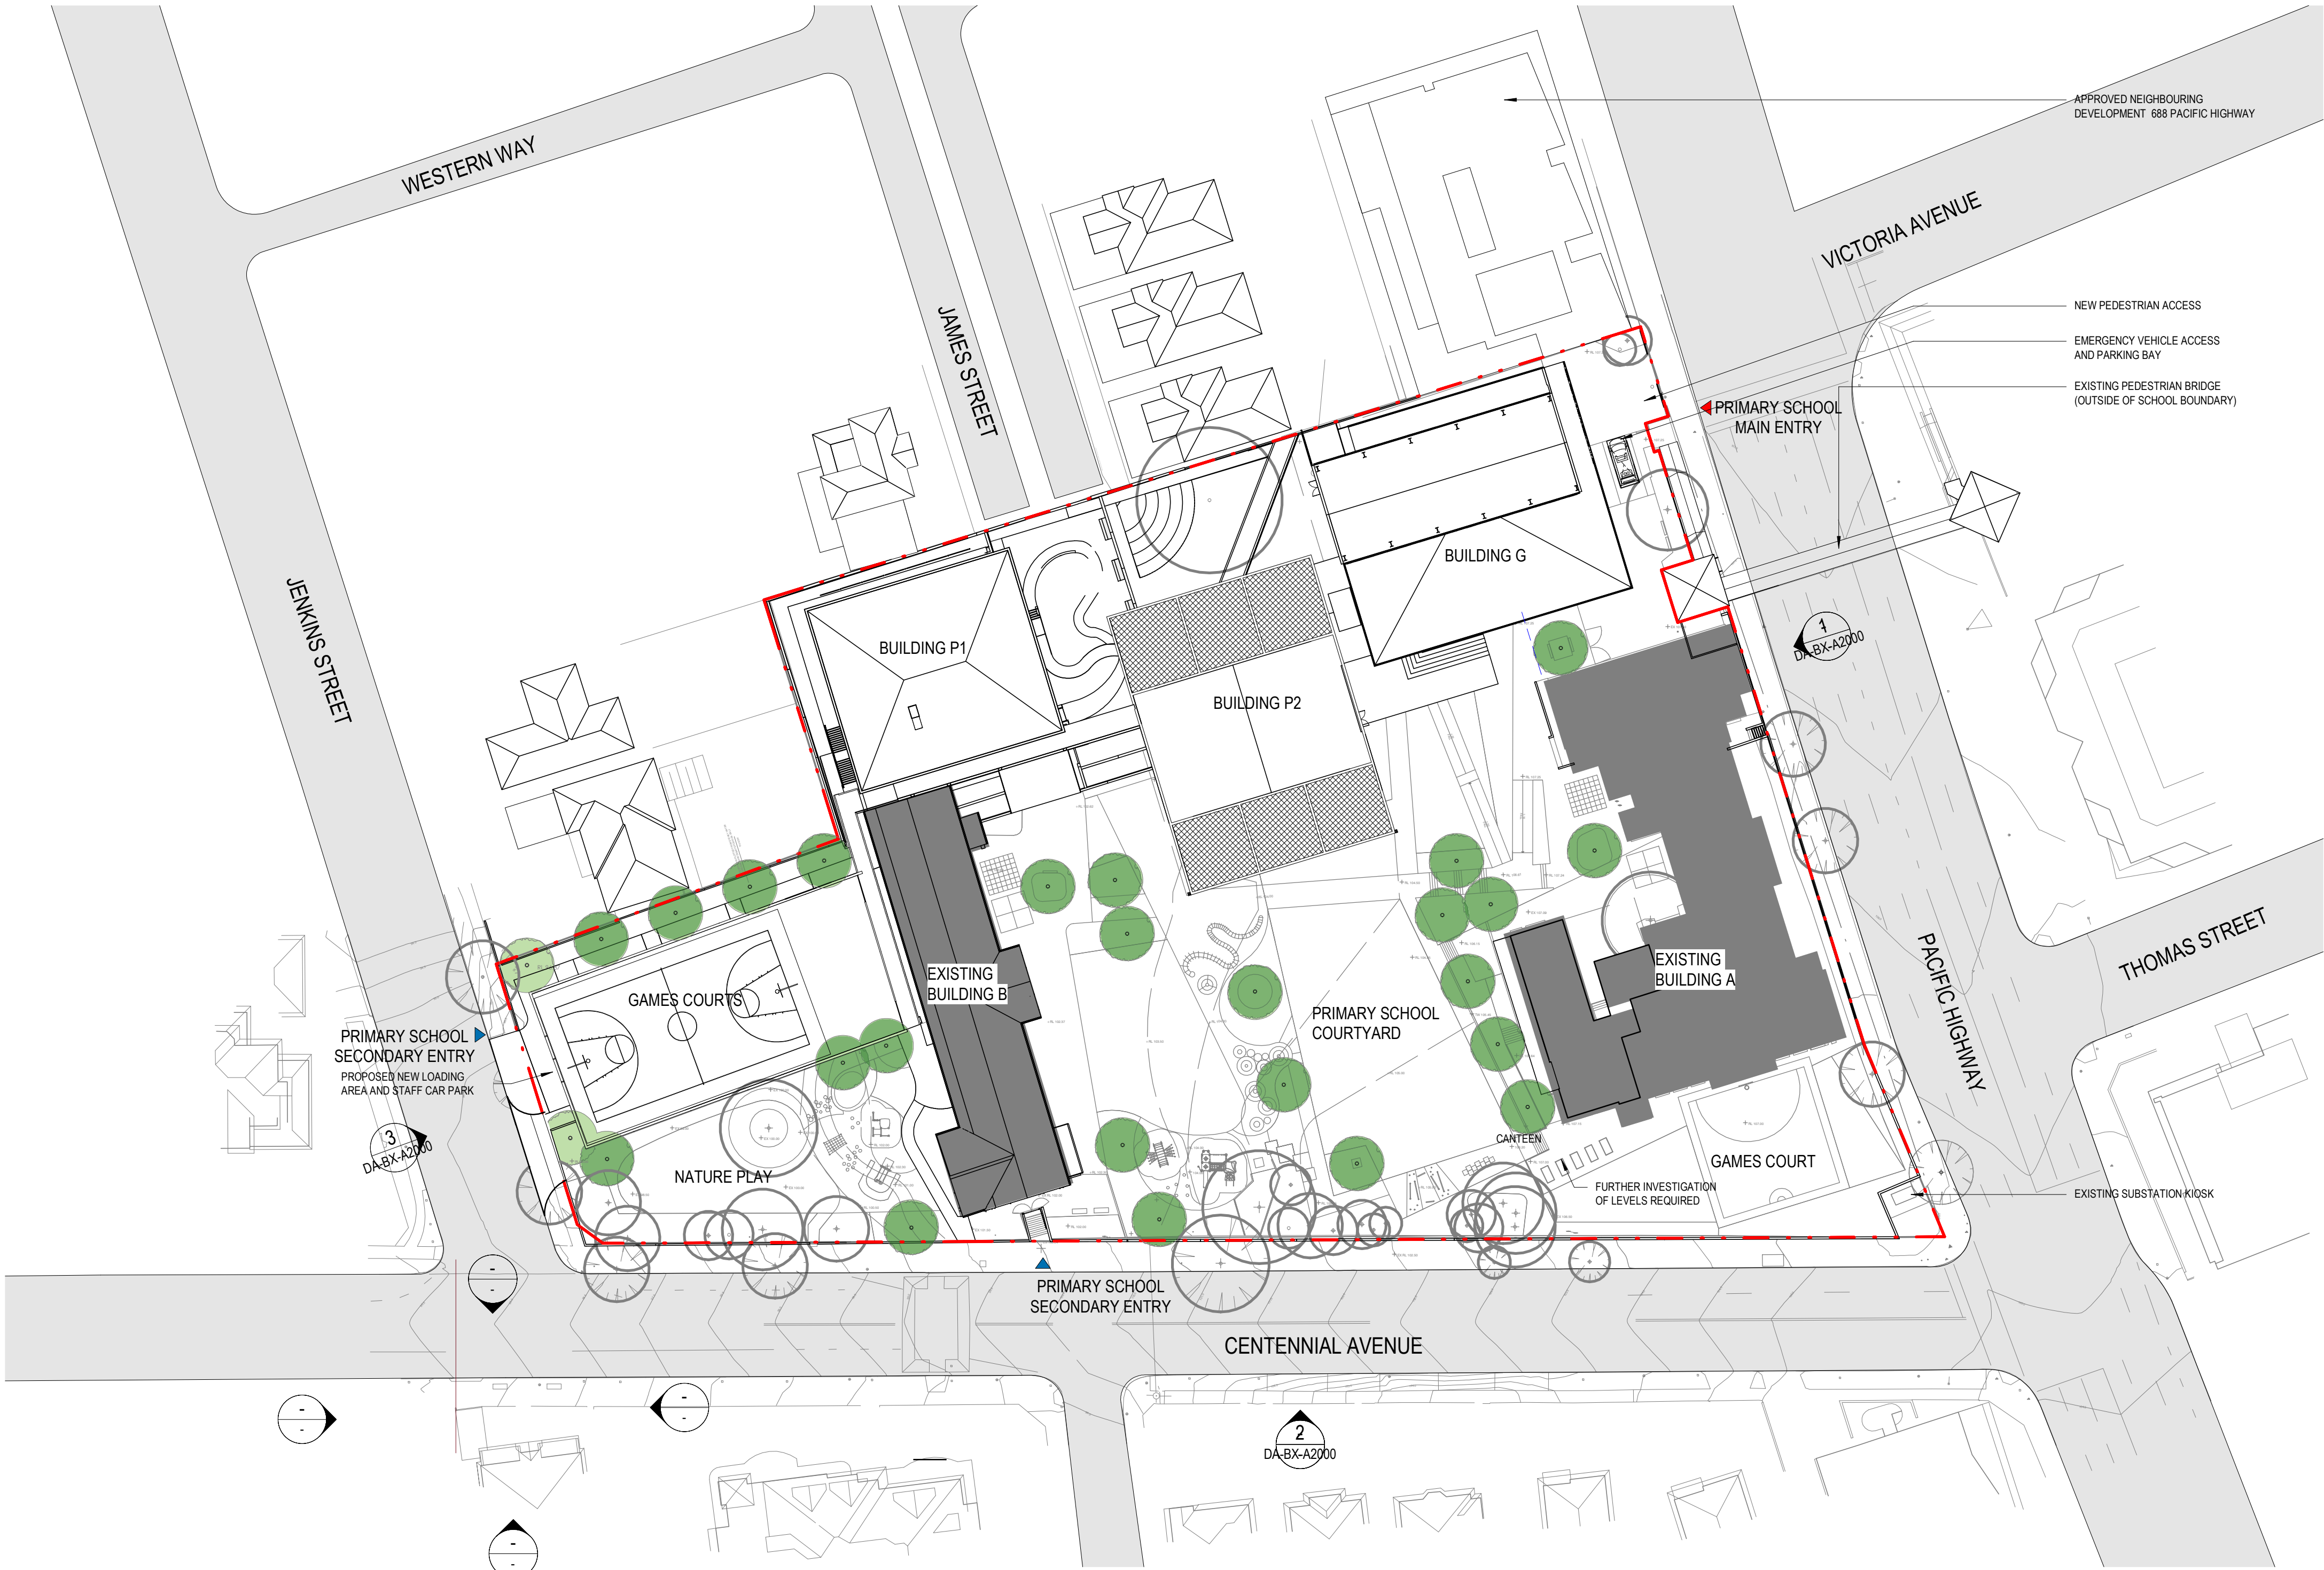 APPROVED NEIGHBOURING
DEVELOPMENT 688 PACIFIC HIGHWAY
WESTERN WAY
VICTORIA AVENUE
NEW PEDESTRIAN ACCESS
EMERGENCY VEHICLE ACCESS
AND PARKING BAY
EXISTING PEDESTRIAN BRIDGE
(OUTSIDE OF SCHOOL BOUNDARY)
JAMES STREET
PRIMARY SCHOOL
MAIN ENTRY
BUILDING G
JENKINS STREET
BUILDING P1
BUILDING P2
1
DA-BX-A2000
THOMAS STREET
PACIFIC HIGHWAY
EXISTING
BUILDING B
EXISTING
BUILDING A
GAMES COURTS
PRIMARY SCHOOL
COURTYARD
PRIMARY SCHOOL
SECONDARY ENTRY
PROPOSED NEW LOADING
AREA AND STAFF CAR PARK
3
DA-BX-A2000
CANTEEN
GAMES COURT
NATURE PLAY
FURTHER INVESTIGATION
OF LEVELS REQUIRED
EXISTING SUBSTATION KIOSK
PRIMARY SCHOOL
SECONDARY ENTRY
CENTENNIAL AVENUE
2
DA-BX-A2000